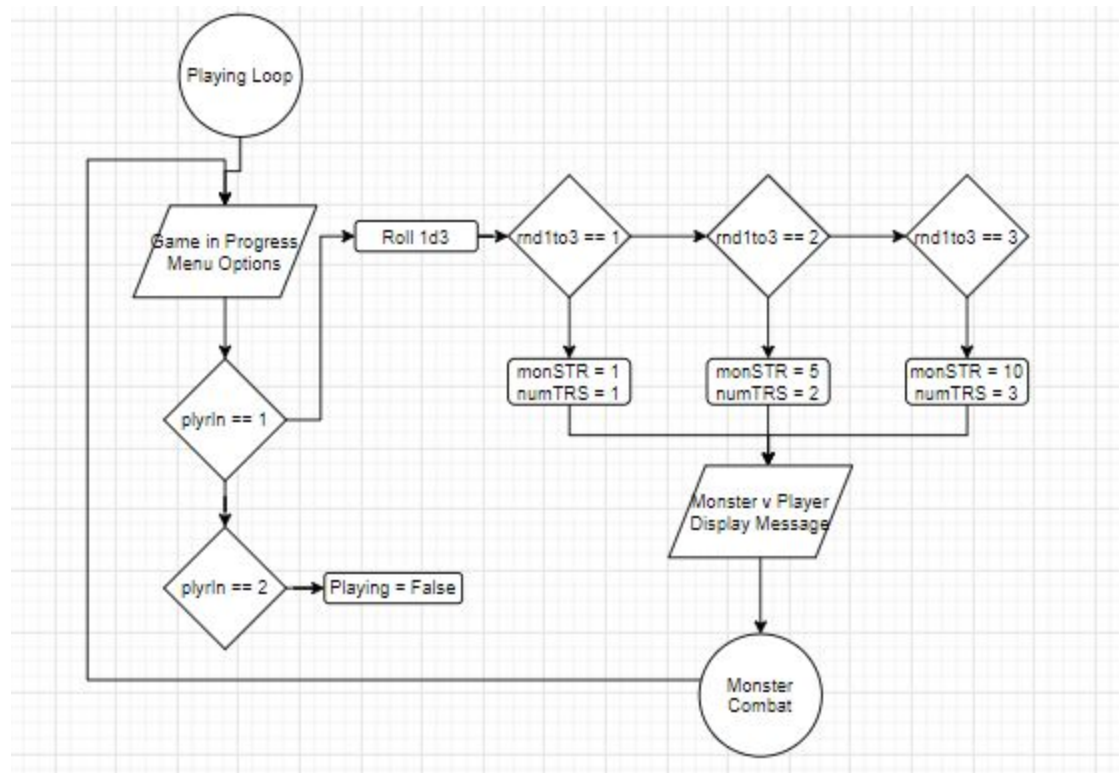 Playing Loop
Game in Progress
Menu Options
Roll 1d3
rnd1to3 == 1
rnd1to3 == 2
rnd1to3 == 3
monSTR = 1
numTRS = 1
monSTR = 5
numTRS = 2
monSTR = 10
numTRS = 3
plyrIn == 1
Monster v Player
Display Message
plyrIn == 2
Playing = False
Monster
Combat